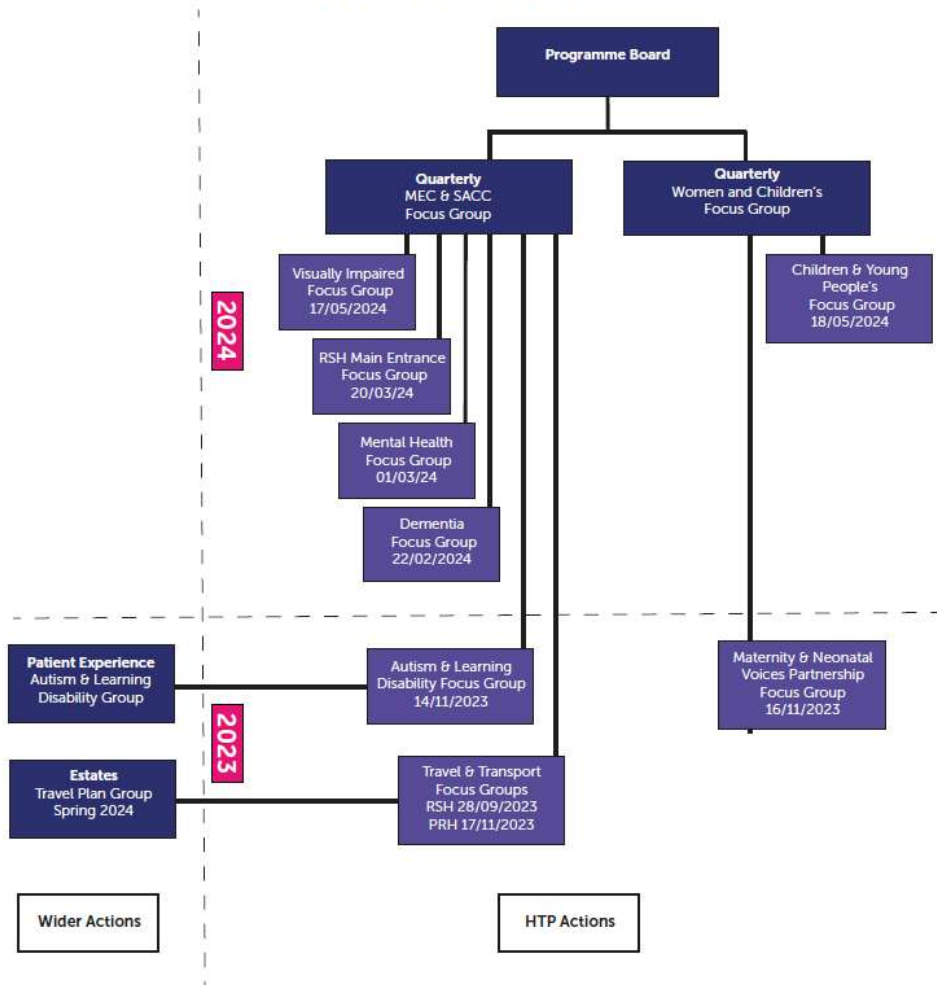 Programme Board
Quarterly
MEC & SACC
Focus Group
Quarterly
Women and Children's
Focus Group
Visually Impaired
Focus Group
17/05/2024
Children & Young
People's
Focus Group
18/05/2024
2024
RSH Main Entrance
Focus Group
20/03/24
Mental Health
Focus Group
01/03/24
Dementia
Focus Group
22/02/2024
Patient Experience
Autism & Learning
Disability Group
Autism & Learning
Disability Focus Group
14/11/2023
Maternity & Neonatal
Voices Partnership
Focus Group
16/11/2023
2023
Estates
Travel Plan Group
Spring 2024
Travel & Transport
Focus Groups
RSH 28/09/2023
PRH 17/11/2023
Wider Actions
HTP Actions